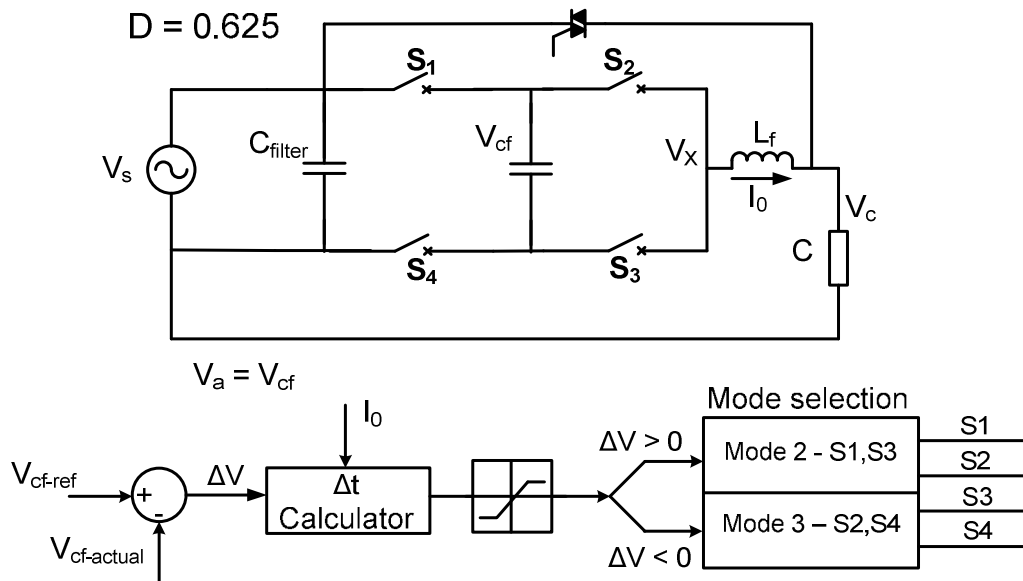 D = 0.625
S1
S2
Vs
Cfilter
Vcf
VX
Lf
I0
Vc
S4
S3
C
Va = Vcf
Mode selection
I0
S1
ΔV > 0
Mode 2 - S1,S3
Vcf-ref
+
-
ΔV
Δt
Calculator
S2
S3
Mode 3 – S2,S4
S4
Vcf-actual
ΔV < 0